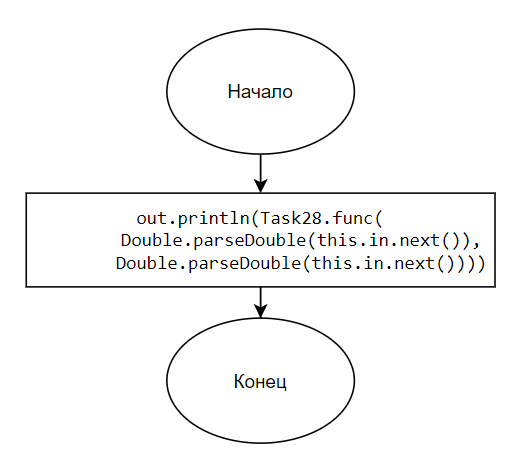 Начало
out.println(Task28.func(
Double.parseDouble(this.in.next()),
Double.parseDouble(this.in.next())))
Конец